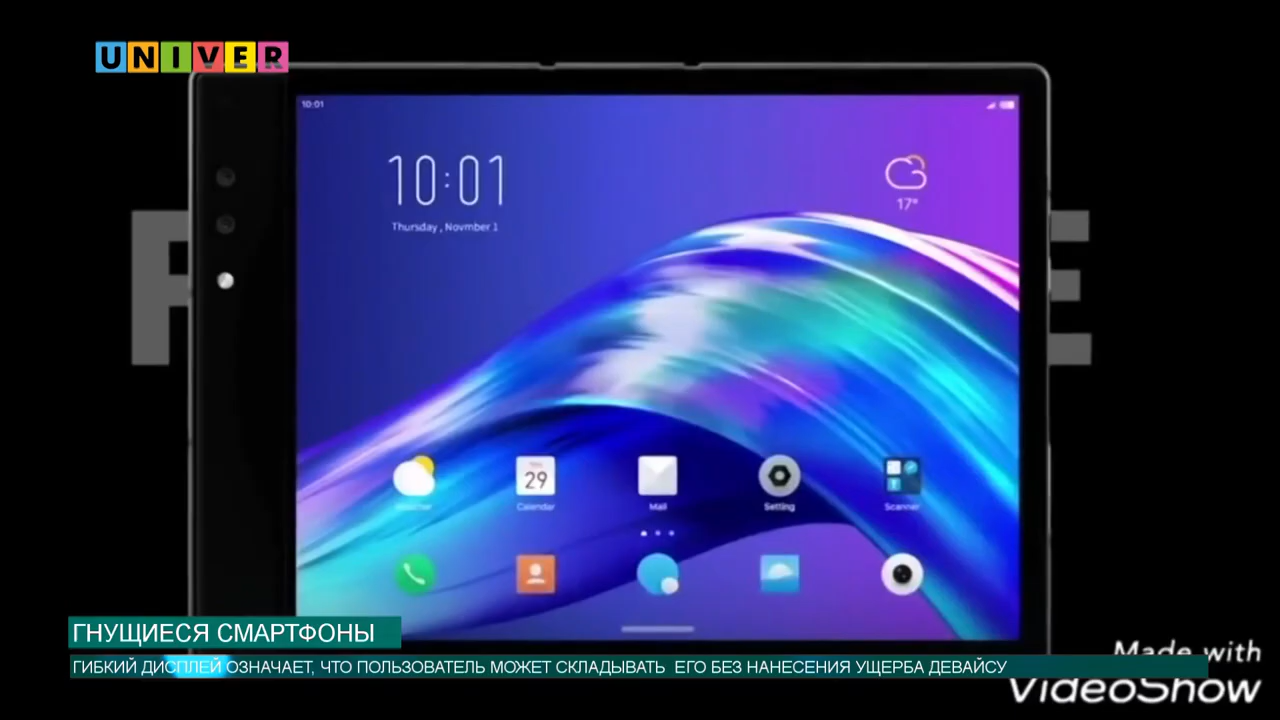 UNIVER
10:01
10:01
Thursday , Novmber 1
17°
29
Calendar
Mail
Setting
Scanner
ГНУЩИЕСЯ СМАРТФОНЫ
ГИБКИЙ ДИСПЛЕЙ ОЗНАЧАЕТ, ЧТО ПОЛЬЗОВАТЕЛЬ МОЖЕТ СКЛАДЫВАТЬ ЕГО БЕЗ НАНЕСЕНИЯ УЩЕРБА ДЕВАЙСУ
Made with
VideoShow